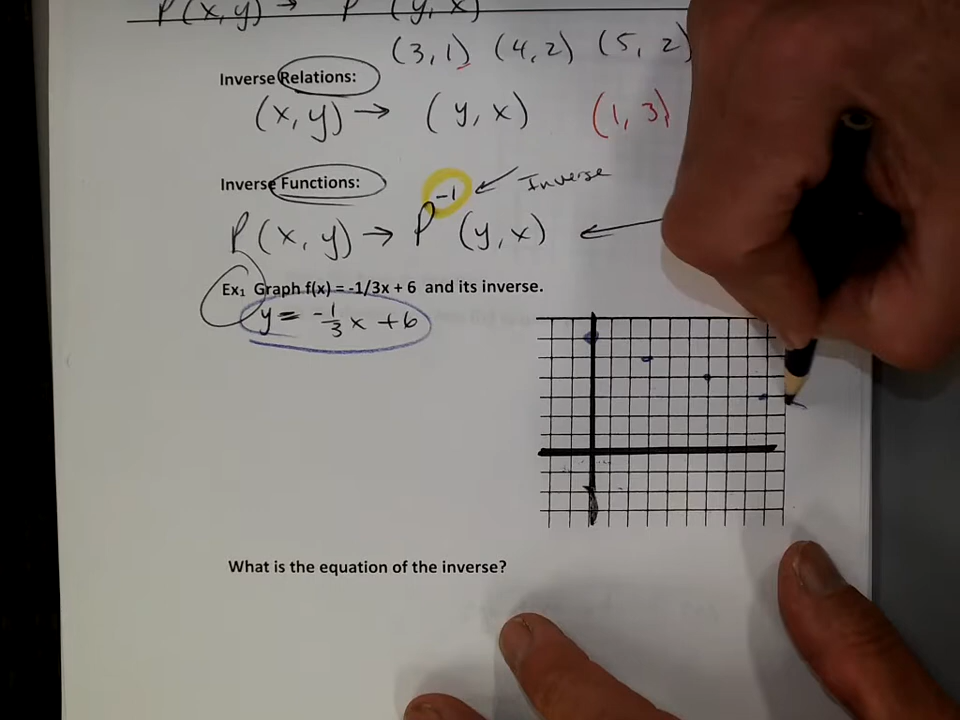 P(x,y) → P (y,x)
(3,1) (4,2) (5,2)
Inverse Relations:
(x,y) → (y,x) (1,3)
Inverse Functions:
-1 Inverse
P(x,y) → P (y,x)
Ex1 Graph f(x) = -1/3x + 6 and its inverse.
y = -1/3 x + 6
What is the equation of the inverse?